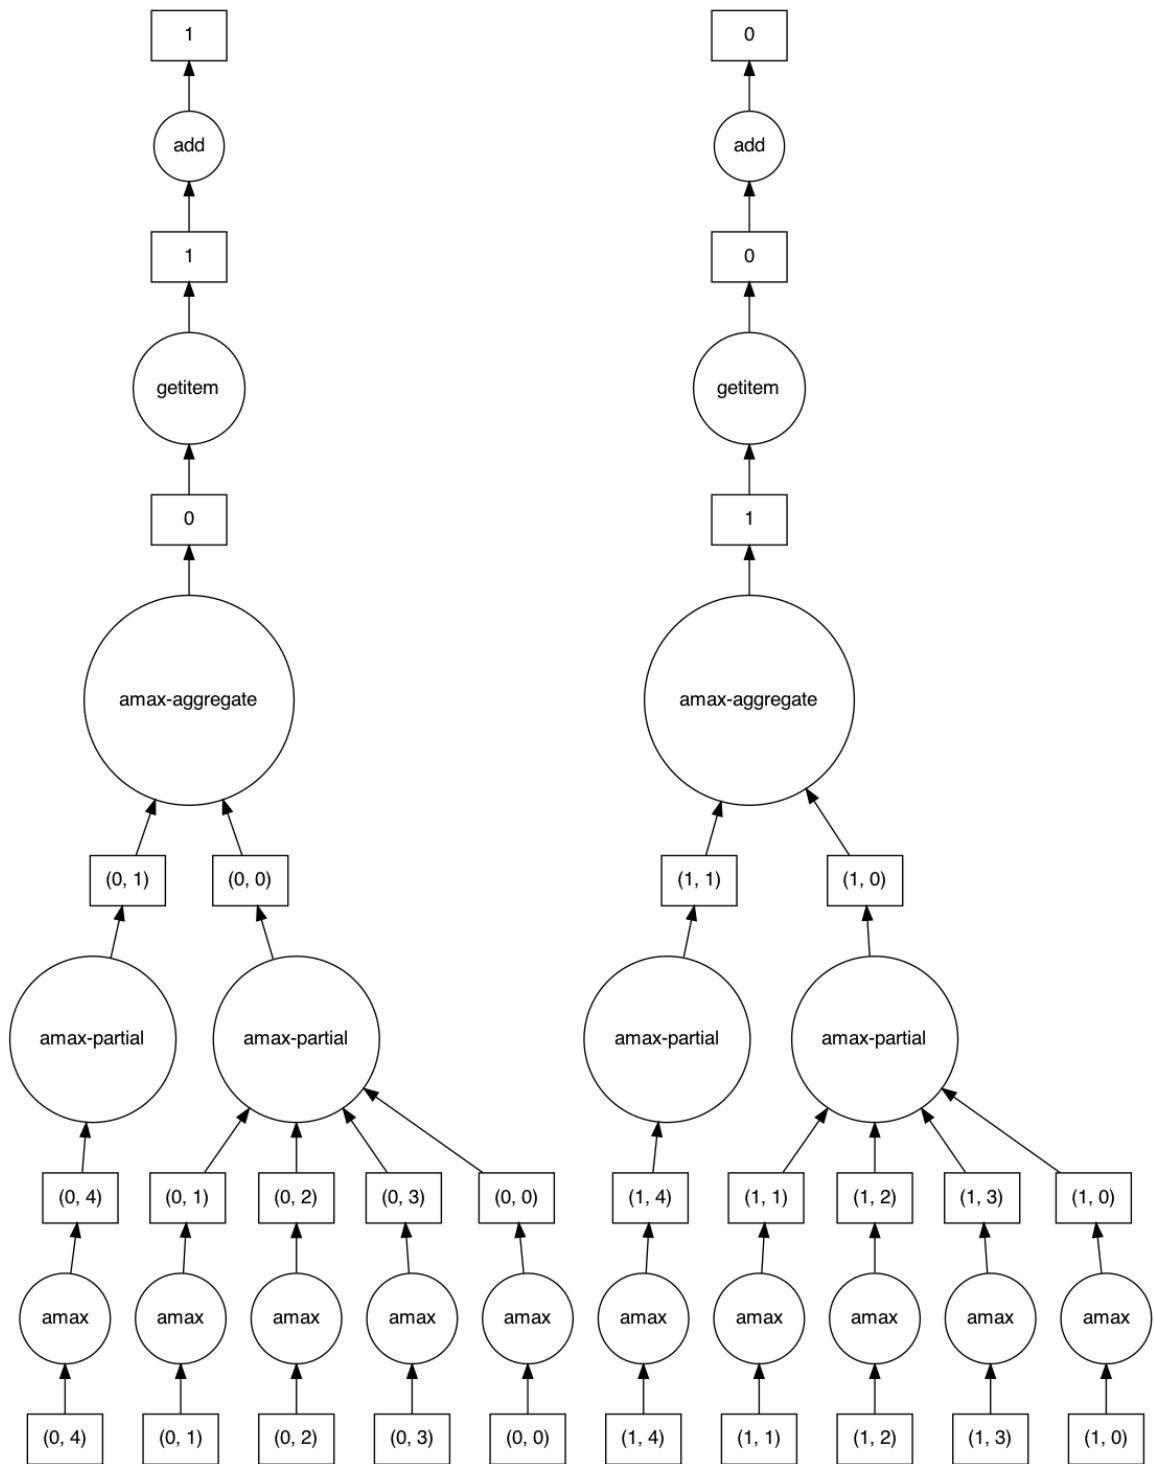 1 0
add add
1 0
getitem getitem
0 1
amax-aggregate amax-aggregate
(0, 1) (0, 0) (1, 1) (1, 0)
amax-partial amax-partial amax-partial amax-partial
(0, 4) (0, 1) (0, 2) (0, 3) (0, 0) (1, 4) (1, 1) (1, 2) (1, 3) (1, 0)
amax amax amax amax amax amax amax amax amax amax
(0, 4) (0, 1) (0, 2) (0, 3) (0, 0) (1, 4) (1, 1) (1, 2) (1, 3) (1, 0)